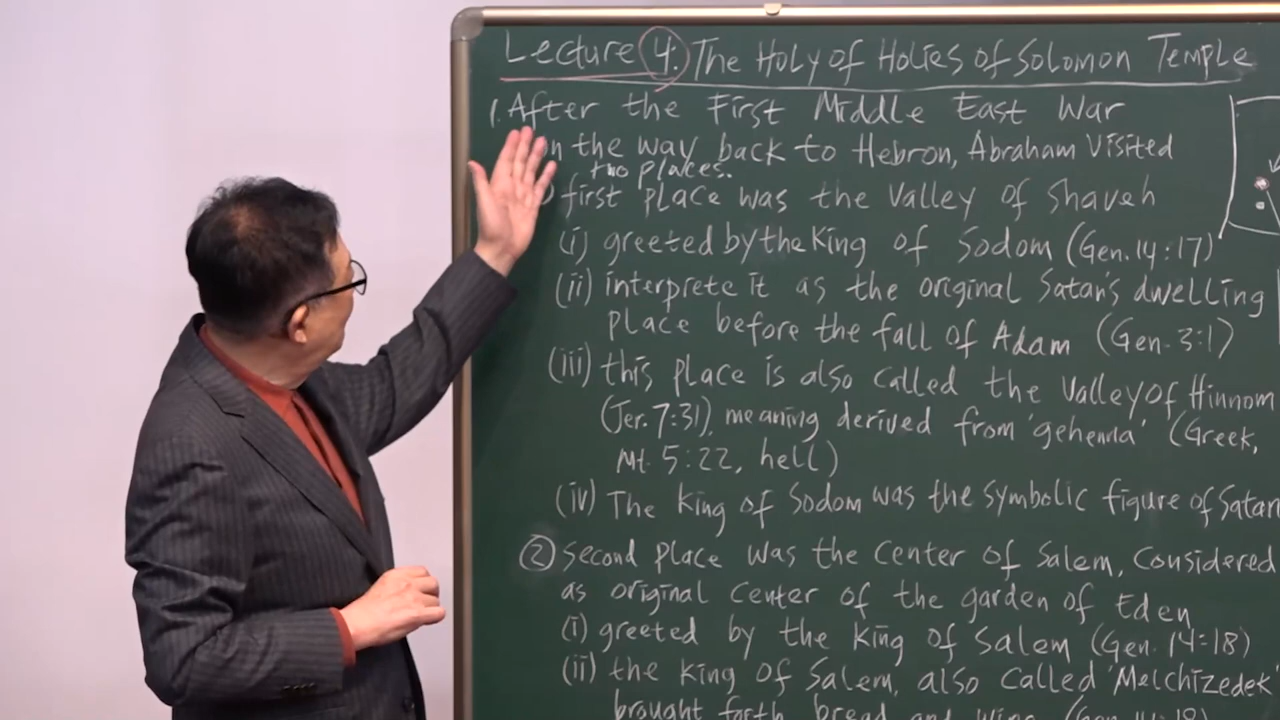 Lecture 4: The Holy of Holies of Solomon Temple
1. After the First Middle East War
on the way back to Hebron, Abraham Visited
two places.
first place was the Valley of Shaveh
(i) greeted by the King of Sodom (Gen. 14:17)
(ii) interprete it as the original Satan's dwelling
place before the fall of Adam (Gen. 3:1)
(iii) this place is also called the Valley of Hinnom
(Jer. 7:31), meaning derived from 'gehenna' (Greek,
Mt. 5:22, hell)
(iv) The King of Sodom was the symbolic figure of Satan
② Second place was the center of Salem, considered
as original center of the garden of Eden
(i) greeted by the King of Salem (Gen. 14:18)
(ii) the King of Salem, also called 'Melchizedek'
brought forth bread and wine (Gen. 14:18)